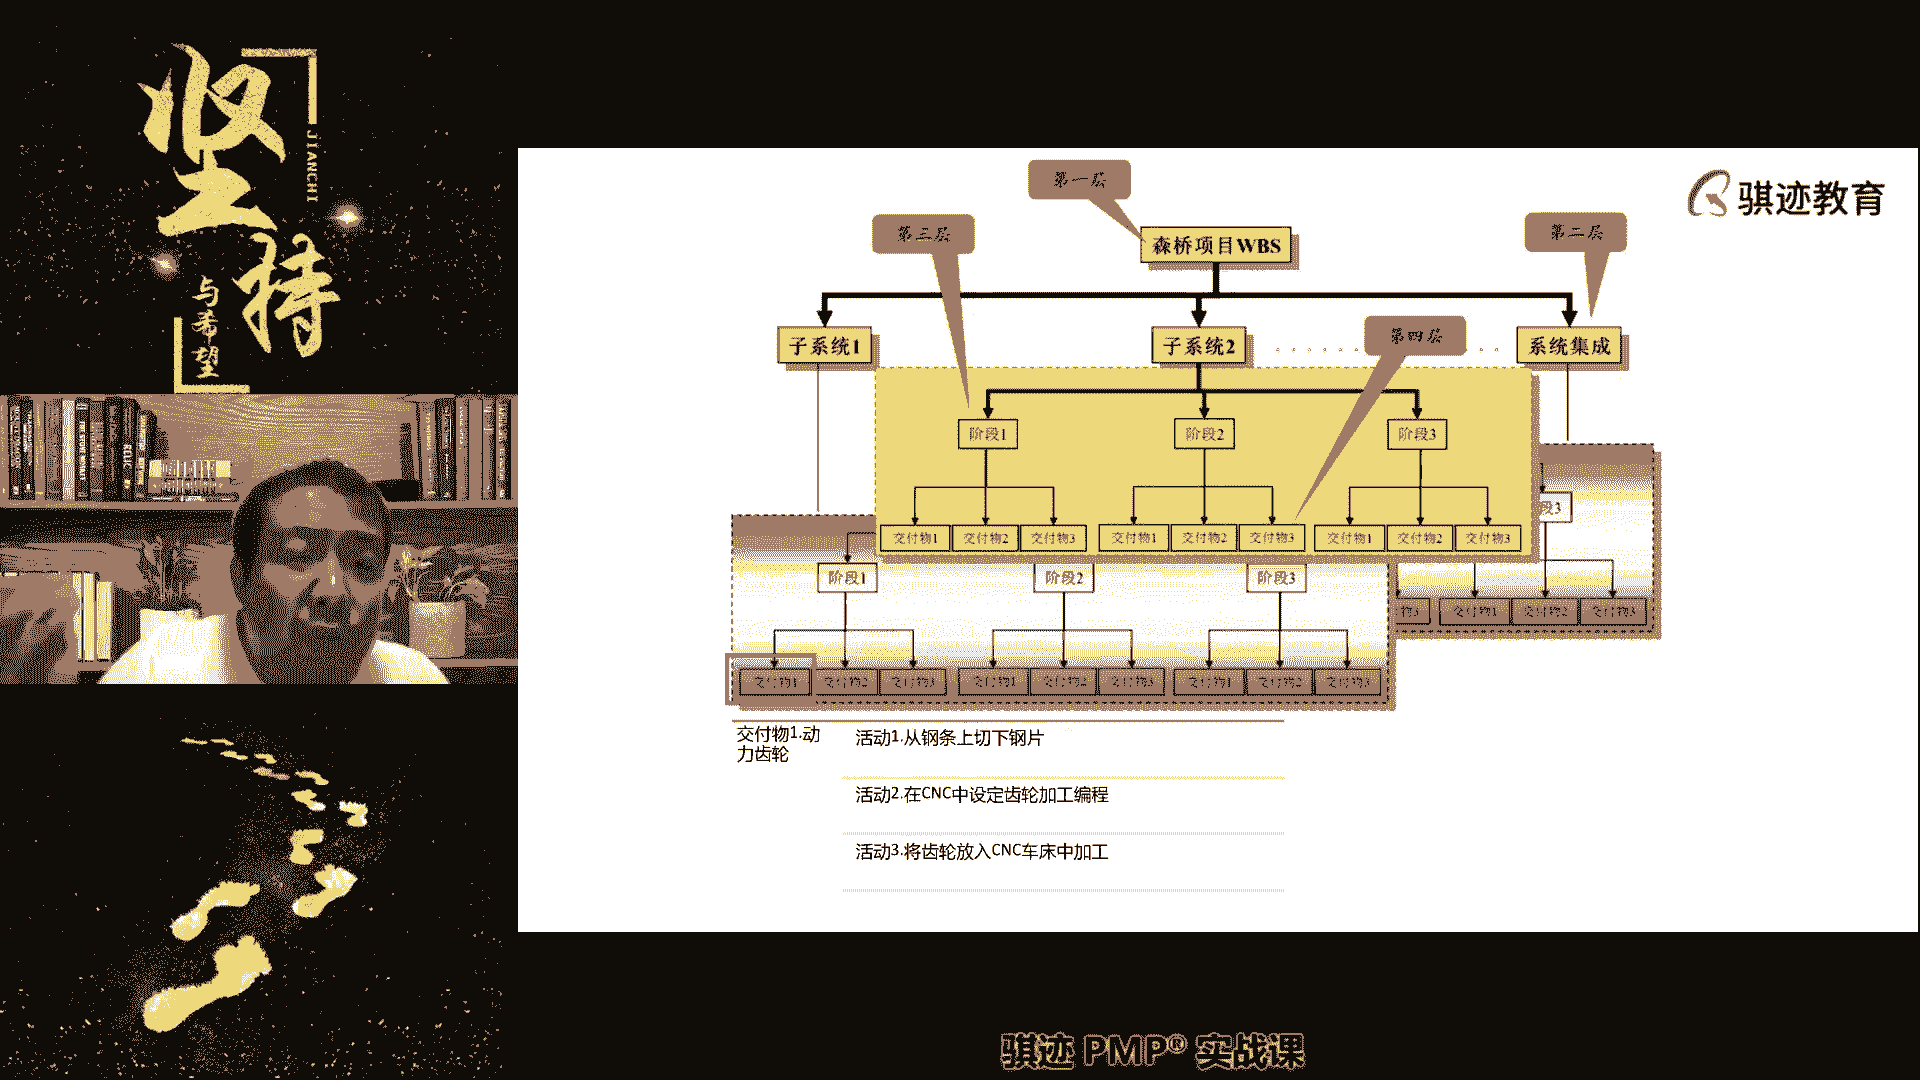 坚持
JIANCHI
与希望
骐迹教育
第一层
第三层
第二层
森桥项目WBS
子系统1
子系统2
第四层
系统集成
阶段1
阶段2
阶段3
段3
交付物1
交付物2
交付物3
交付物1
交付物2
交付物3
交付物1
交付物2
交付物3
阶段1
阶段2
阶段3
物3
交付物1
交付物2
交付物3
交付物1
交付物2
交付物3
交付物1
交付物2
交付物3
交付物1
交付物2
交付物3
交付物1.动
力齿轮
活动1.从钢条上切下钢片
活动2.在CNC中设定齿轮加工编程
活动3.将齿轮放入CNC车床中加工
骐迹 PMP® 实战课